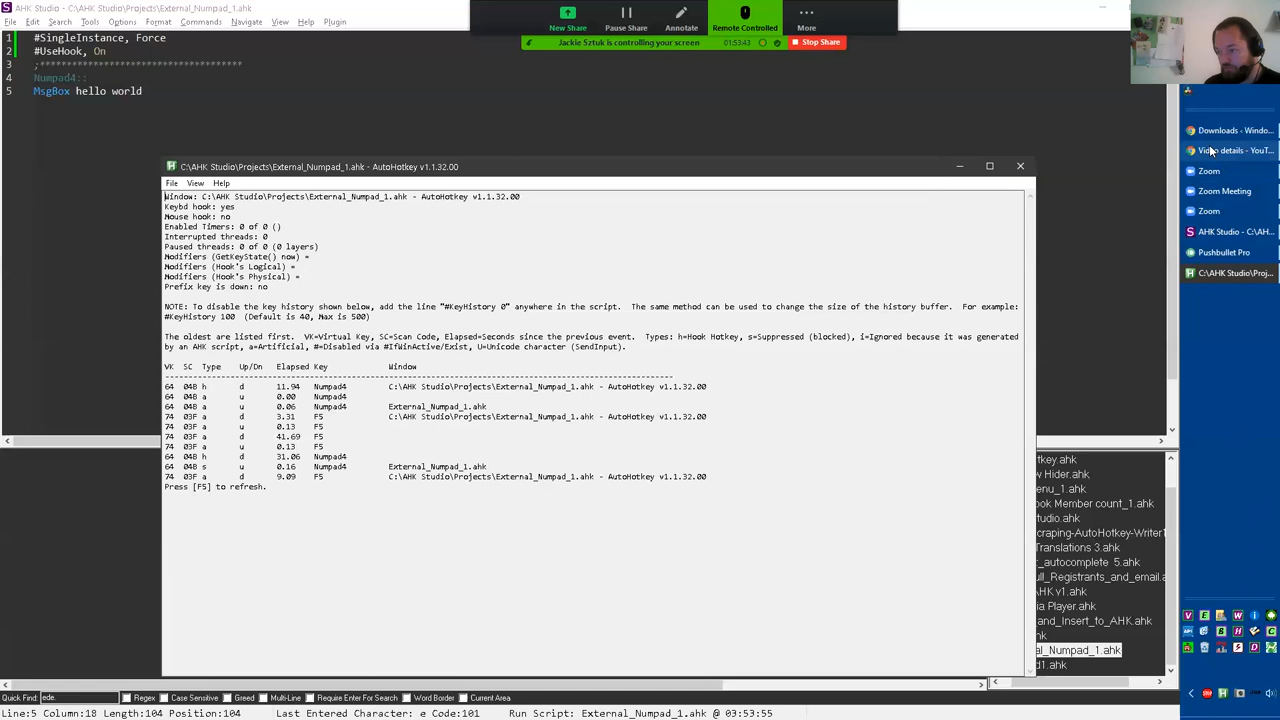 AHK Studio - C:\AHK Studio\Projects\External_Numpad_1.ahk
File Edit Search Tools Options Format Commands Navigate View Help Plugin
New Share Pause Share Annotate Remote Controlled More
Jackie Sztuk is controlling your screen 01:53:43 Stop Share
1 #SingleInstance, Force
2 #UseHook, On
3 ;************************************
4 Numpad4::
5 MsgBox hello world
C:\AHK Studio\Projects\External_Numpad_1.ahk - AutoHotkey v1.1.32.00
File View Help
Window: C:\AHK Studio\Projects\External_Numpad_1.ahk - AutoHotkey v1.1.32.00
Keybd hook: yes
Mouse hook: no
Enabled Timers: 0 of 0 ()
Interrupted threads: 0
Paused threads: 0 of 0 (0 layers)
Modifiers (GetKeyState() now) =
Modifiers (Hook's Logical) =
Modifiers (Hook's Physical) =
Prefix key is down: no
NOTE: To disable the key history shown below, add the line "#KeyHistory 0" anywhere in the script. The same method can be used to change the size of the history buffer. For example:
#KeyHistory 100 (Default is 40, Max is 500)
The oldest are listed first. VK=Virtual Key, SC=Scan Code, Elapsed=Seconds since the previous event. Types: h=Hook Hotkey, s=Suppressed (blocked), i=Ignored because it was generated
by an AHK script, a=Artificial, #=Disabled via #IfWinActive/Exist, U=Unicode character (SendInput).
VK SC Type Up/Dn Elapsed Key Window
64 04B h d 11.94 Numpad4 C:\AHK Studio\Projects\External_Numpad_1.ahk - AutoHotkey v1.1.32.00
64 04B a u 0.00 Numpad4
64 04B a u 0.06 Numpad4 External_Numpad_1.ahk
74 03F a d 3.31 F5 C:\AHK Studio\Projects\External_Numpad_1.ahk - AutoHotkey v1.1.32.00
74 03F a u 0.13 F5
74 03F a d 41.69 F5
74 03F a u 0.13 F5
64 04B h d 31.06 Numpad4
64 04B s u 0.16 Numpad4 External_Numpad_1.ahk
74 03F a d 9.09 F5 C:\AHK Studio\Projects\External_Numpad_1.ahk - AutoHotkey v1.1.32.00
Press [F5] to refresh.
Downloads - Windo...
Video details - YouT...
Zoom
Zoom Meeting
Zoom
AHK Studio - C:\AH...
Pushbullet Pro
C:\AHK Studio\Proj...
tkey.ahk
w Hider.ahk
enu_1.ahk
ook Member count_1.ahk
tudio.ahk
craping-AutoHotkey-Writer1
Translations 3.ahk
t_autocomplete 5.ahk
ull_Registrants_and_email.a
AHK v1.ahk
ia Player.ahk
and_Insert_to_AHK.ahk
hk
al_Numpad_1.ahk
d1.ahk
Quick Find: ede. Regex Case Sensitive Greed Multi-Line Require Enter For Search Word Border Current Area
Line:5 Column:18 Length:104 Position:104 Last Entered Character: e Code:101 Run Script: External_Numpad_1.ahk @ 03:53:55